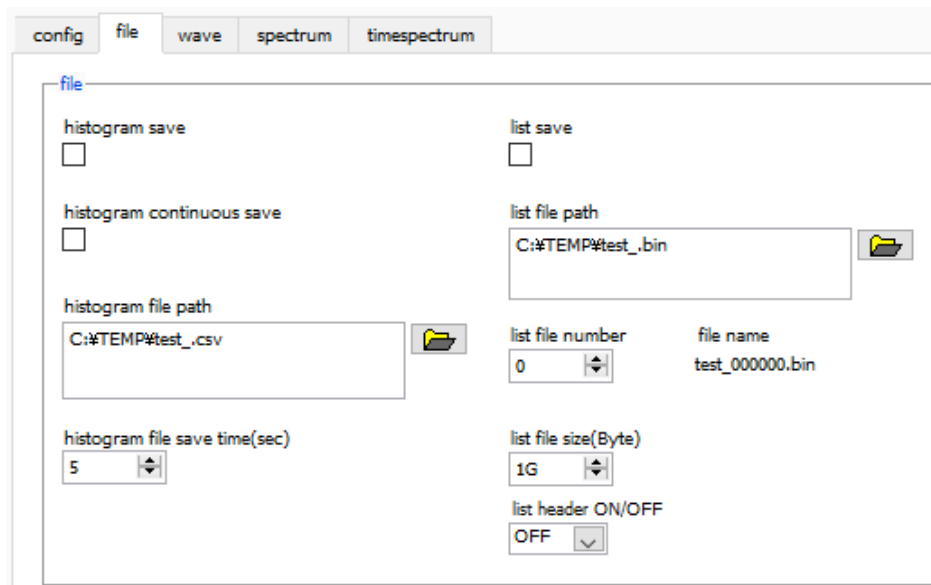 config file wave spectrum timespectrum
file
histogram save
list save
histogram continuous save
list file path
C:¥TEMP¥test_.bin
histogram file path
C:¥TEMP¥test_.csv
list file number
file name
0
test_000000.bin
histogram file save time(sec)
5
list file size(Byte)
1G
list header ON/OFF
OFF